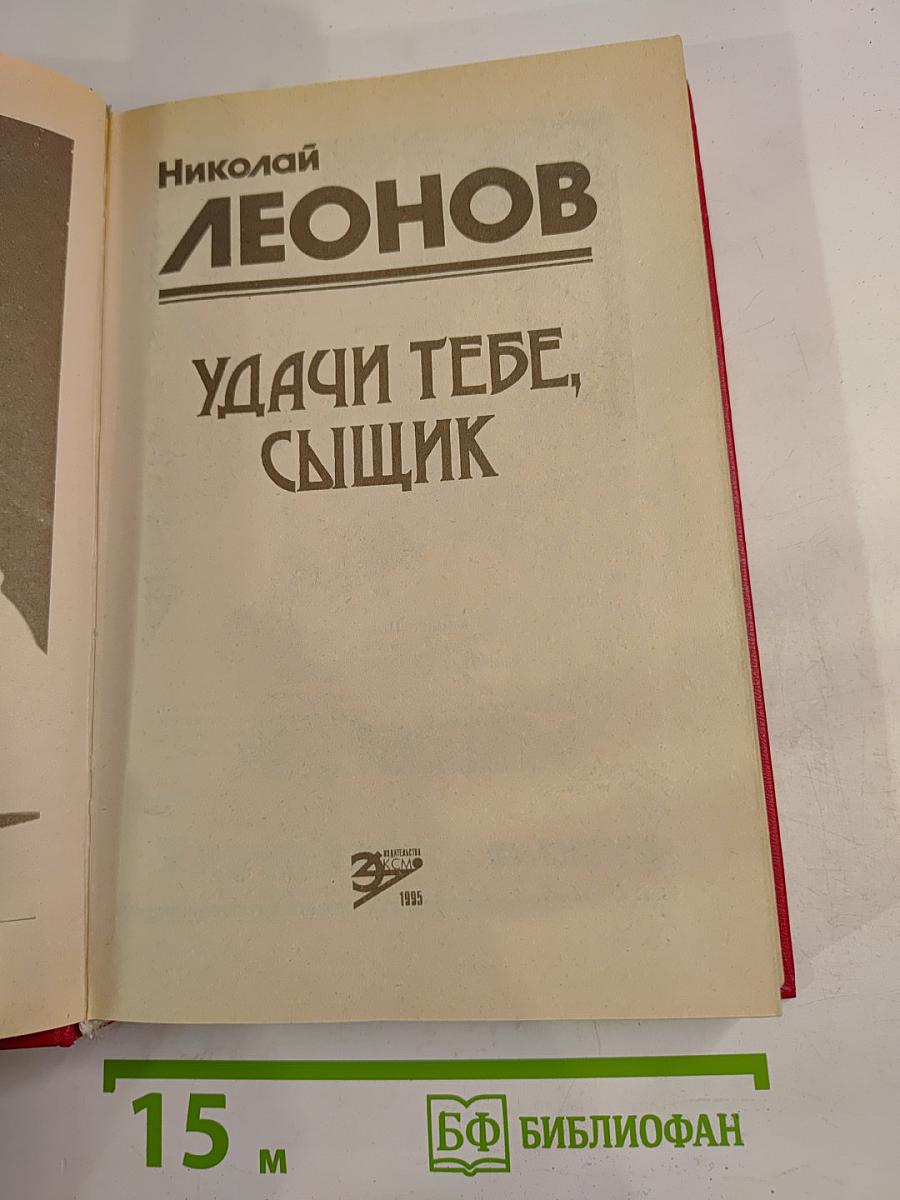 Николай
ЛЕОНОВ
УДАЧИ ТЕБЕ,
СЫЩИК
ИЗДАТЕЛЬСТВО
ЭКСМО
1995
15 м
БФ БИБЛИОФАН